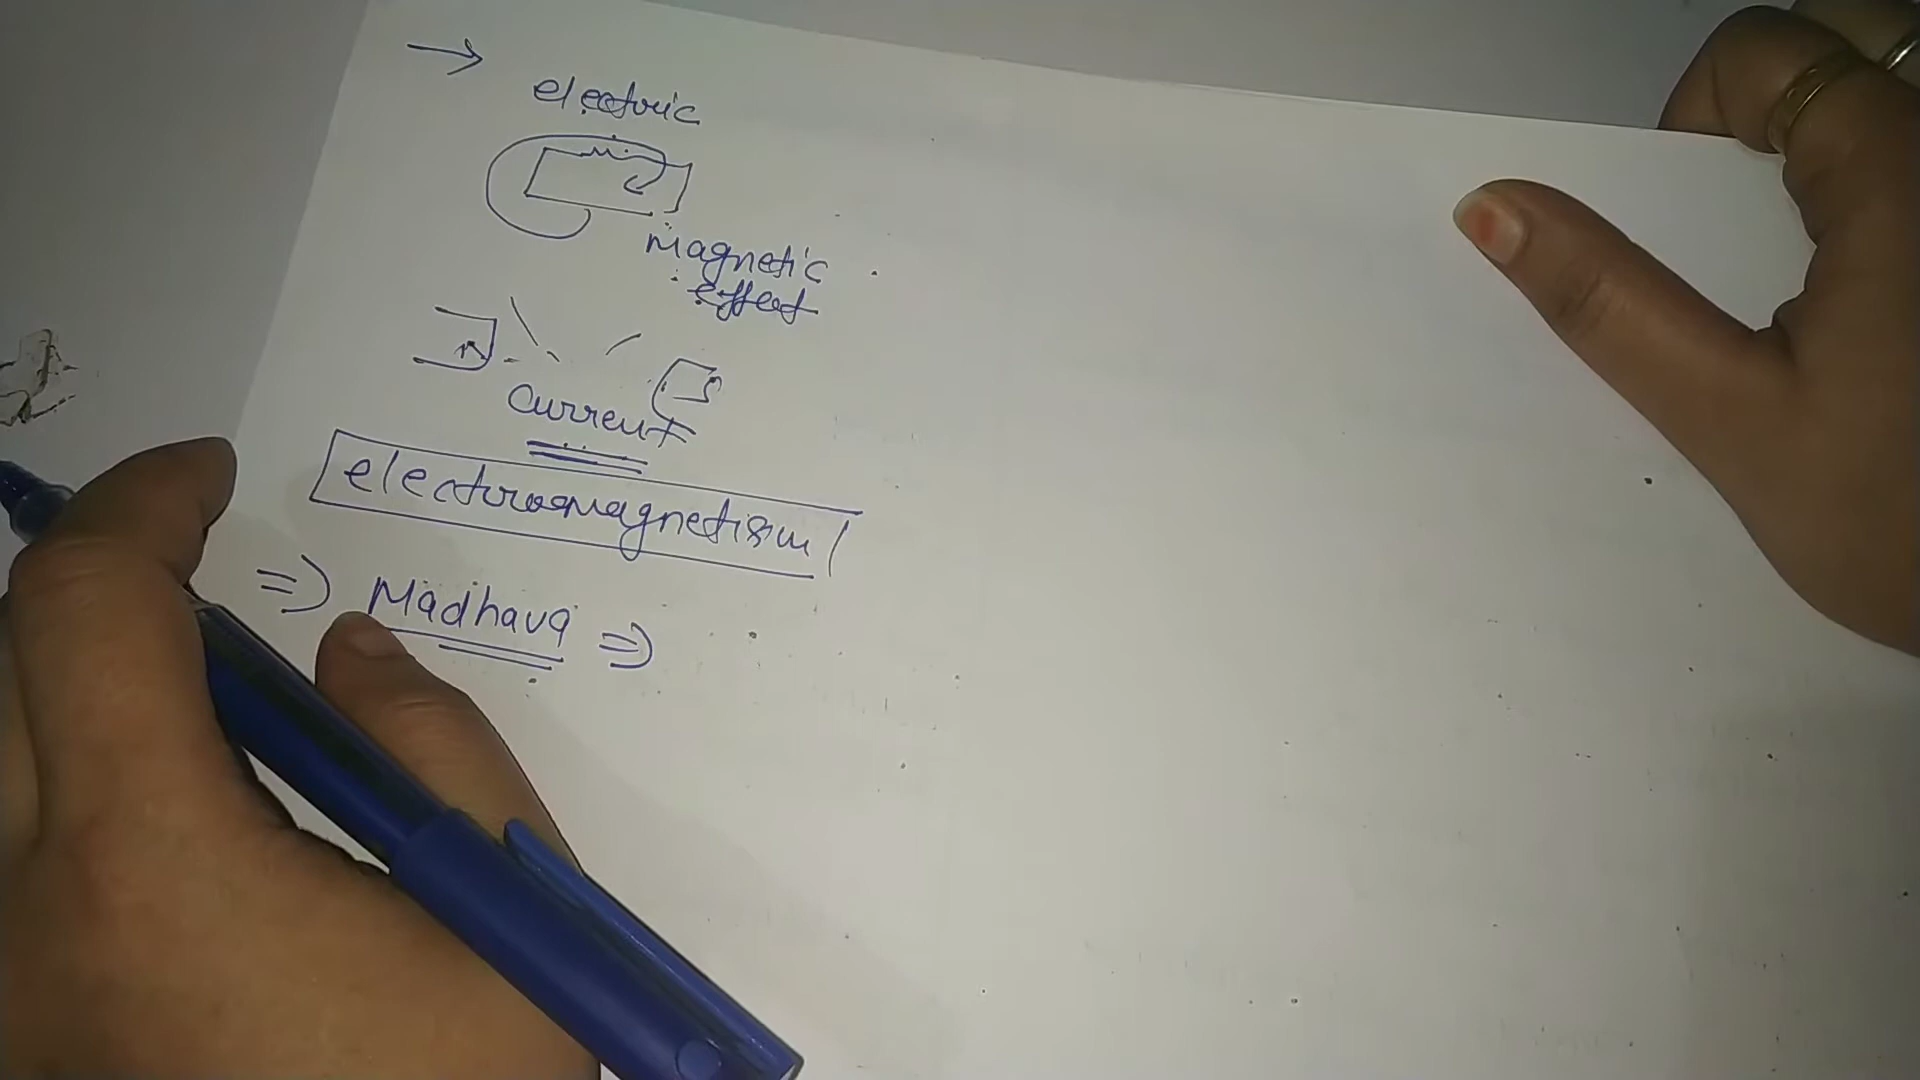 → electric
magnetic
effect
N S
current
electromagnetism
⇒ Madhava ⇒